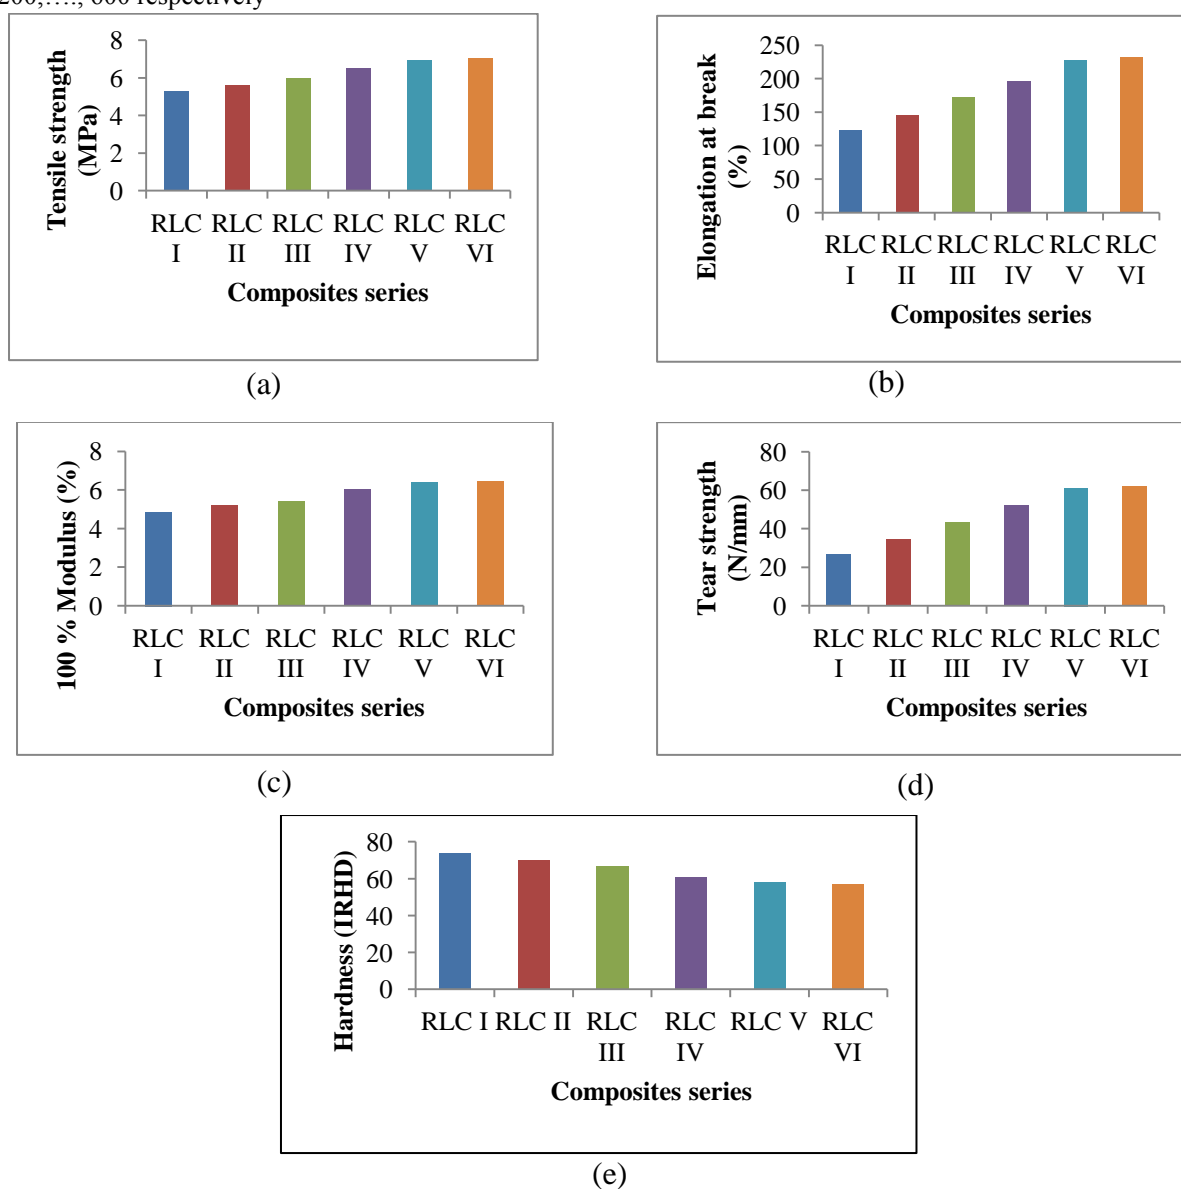 200,…., 600 respectively
8
6
4
2
0
Tensile strength
(MPa)
RLC RLC RLC RLC RLC RLC
I II III IV V VI
Composites series
(a)
250
200
150
100
50
0
Elongation at break
(%)
RLC RLC RLC RLC RLC RLC
I II III IV V VI
Composites series
(b)
8
6
4
2
0
100 % Modulus (%)
RLC RLC RLC RLC RLC RLC
I II III IV V VI
Composites series
(c)
80
60
40
20
0
Tear strength
(N/mm)
RLC RLC RLC RLC RLC RLC
I II III IV V VI
Composites series
(d)
80
60
40
20
0
Hardness (IRHD)
RLC I RLC II RLC RLC RLC V RLC
III IV VI
Composites series
(e)